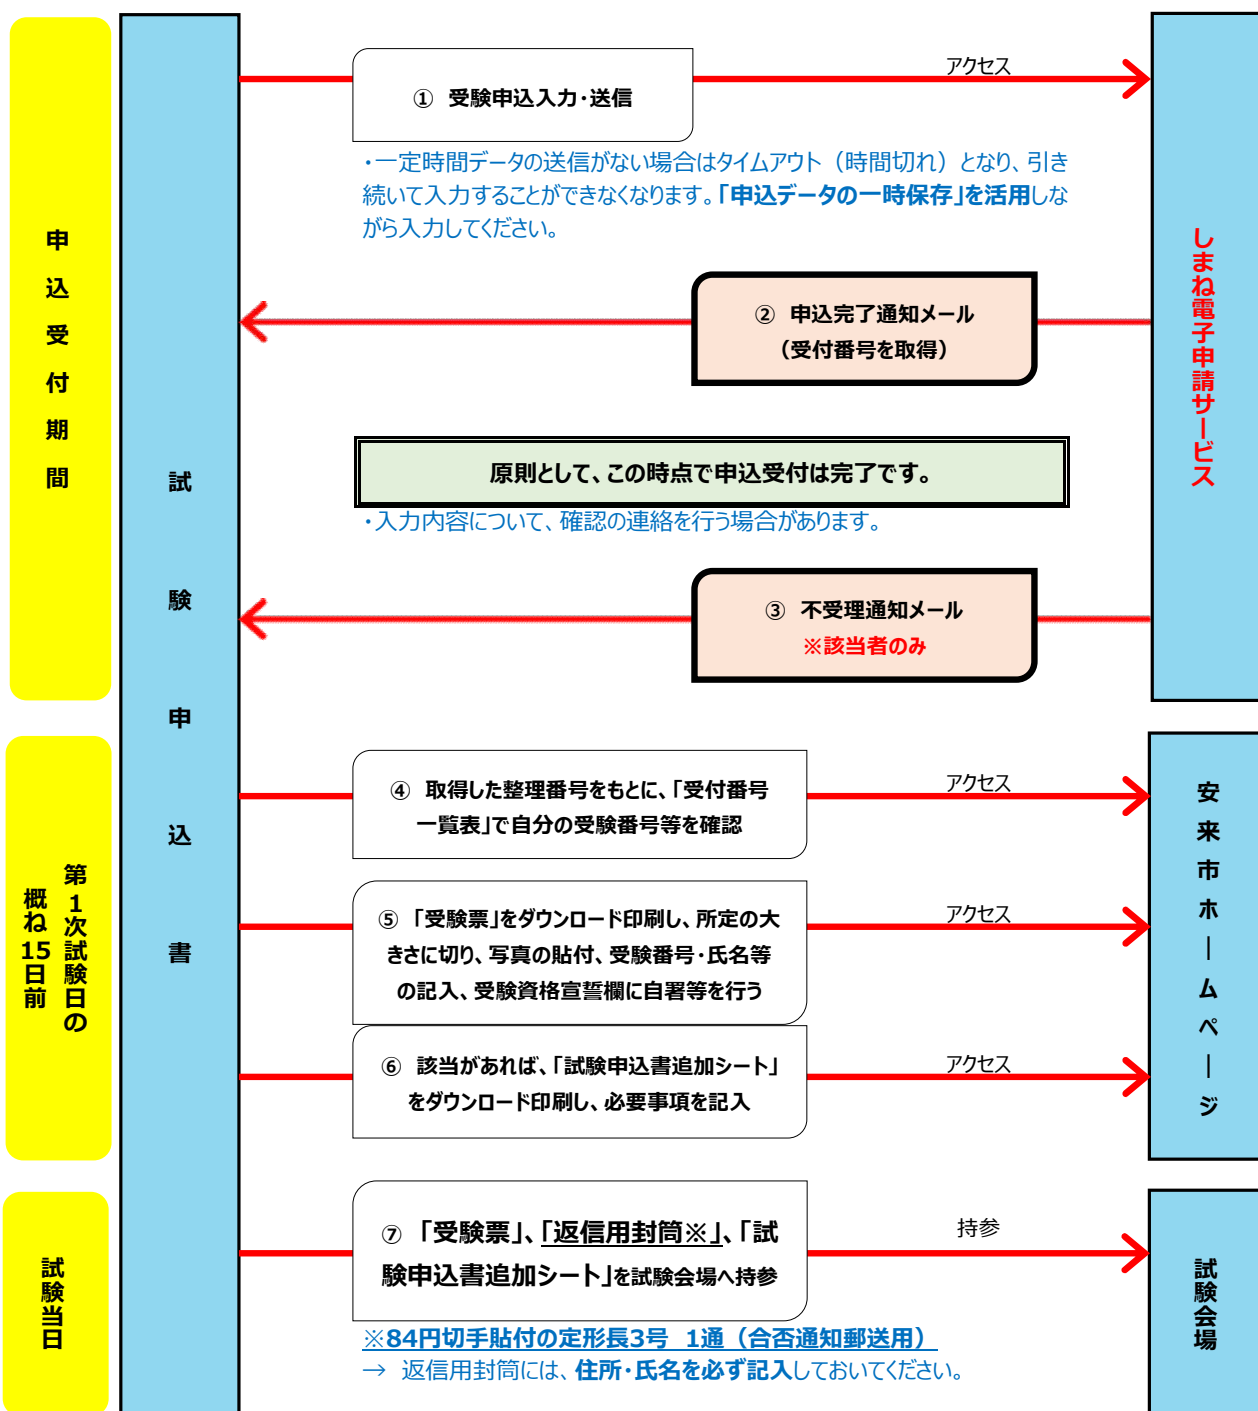 申込受付期間
試験申込書
① 受験申込入力・送信
アクセス
・一定時間データの送信がない場合はタイムアウト（時間切れ）となり、引き
続いて入力することができなくなります。「申込データの一時保存」を活用しな
がら入力してください。
しまね電子申請サービス
② 申込完了通知メール
（受付番号を取得）
原則として、この時点で申込受付は完了です。
・入力内容について、確認の連絡を行う場合があります。
③ 不受理通知メール
※該当者のみ
第1次試験日の
概ね15日前
④ 取得した整理番号をもとに、「受付番号
一覧表」で自分の受験番号等を確認
アクセス
安来市ホームページ
⑤ 「受験票」をダウンロード印刷し、所定の大
きさに切り、写真の貼付、受験番号・氏名等
の記入、受験資格宣誓欄に自署等を行う
アクセス
⑥ 該当があれば、「試験申込書追加シート」
をダウンロード印刷し、必要事項を記入
アクセス
試験当日
⑦ 「受験票」、「返信用封筒※」、「試
験申込書追加シート」を試験会場へ持参
持参
試験会場
※84円切手貼付の定形長3号 1通（合否通知郵送用）
→ 返信用封筒には、住所・氏名を必ず記入しておいてください。